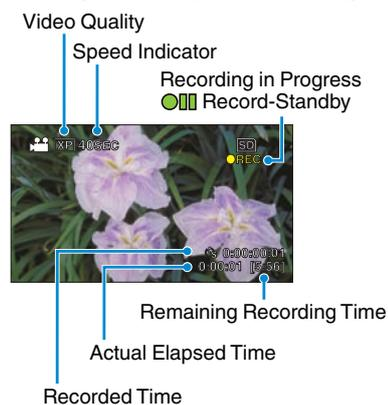 Video Quality
Speed Indicator
Recording in Progress
Record-Standby
XP 40SEC
SD
REC
0:00:00:01
0:00:01 [5:56]
Remaining Recording Time
Actual Elapsed Time
Recorded Time